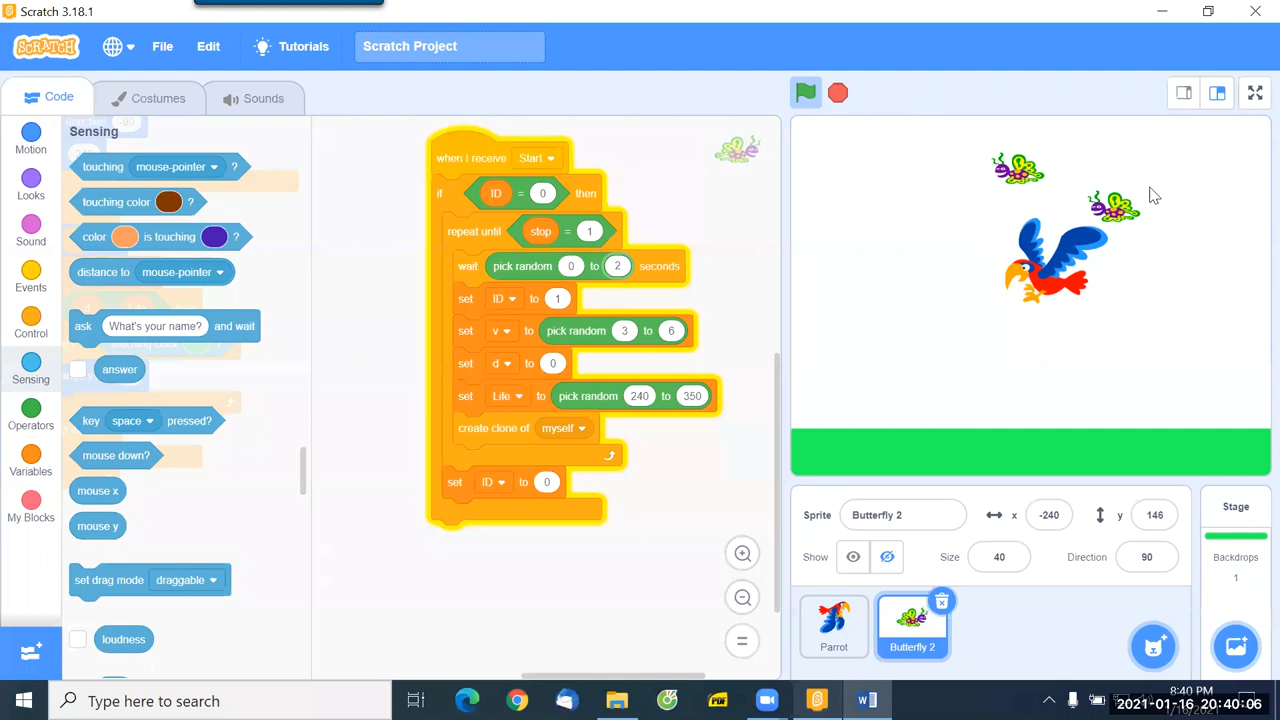 Scratch 3.18.1
SCRATCH File Edit Tutorials Scratch Project
Code Costumes Sounds
Motion
Looks
Sound
Events
Control
Sensing
Operators
Variables
My Blocks
Sensing
touching mouse-pointer ?
touching color ?
color is touching ?
distance to mouse-pointer
ask What's your name? and wait
answer
key space pressed?
mouse down?
mouse x
mouse y
set drag mode draggable
loudness
when I receive Start
if ID = 0 then
repeat until stop = 1
wait pick random 0 to 2 seconds
set ID to 1
set v to pick random 3 to 6
set d to 0
set Life to pick random 240 to 350
create clone of myself
set ID to 0
Sprite Butterfly 2 x -240 y 146
Show Size 40 Direction 90
Parrot
Butterfly 2
Stage
Backdrops
1
Type here to search
PDF
8:40 PM
2021-01-16 20:40:06